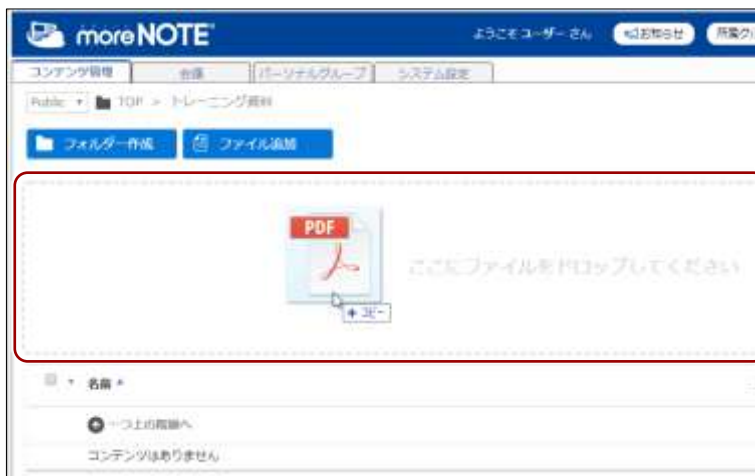 moreNOTE
ようこそ ユーザー さん
お知らせ
コンテンツ管理
会議
パーソナルグループ
システム設定
Public
TOP > トレーニング資料
フォルダー作成
ファイル追加
PDF
ここにファイルをドロップしてください
+ コピー
名前
一つ上の階層へ
コンテンツはありません